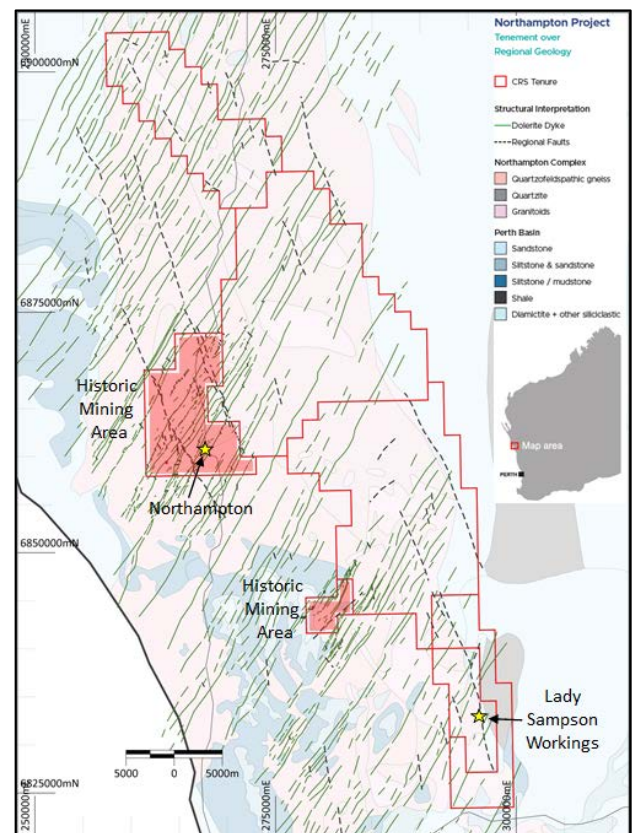 Northampton Project
Tenement over
Regional Geology
CRS Tenure
Structural Interpretation
Dolerite Dyke
Regional Faults
Northampton Complex
Quartzofeldspathic gneiss
Quartzite
Granitoids
Perth Basin
Sandstone
Siltstone & sandstone
Siltstone / mudstone
Shale
Diamictite + other siliciclastic
Map area
PERTH
250000mE
275000mE
6900000mN
6875000mN
Historic
Mining
Area
Northampton
6850000mN
Historic
Mining
Area
Lady
Sampson
Workings
5000 0 5000m
6825000mN
250000mE
275000mE
300000mE